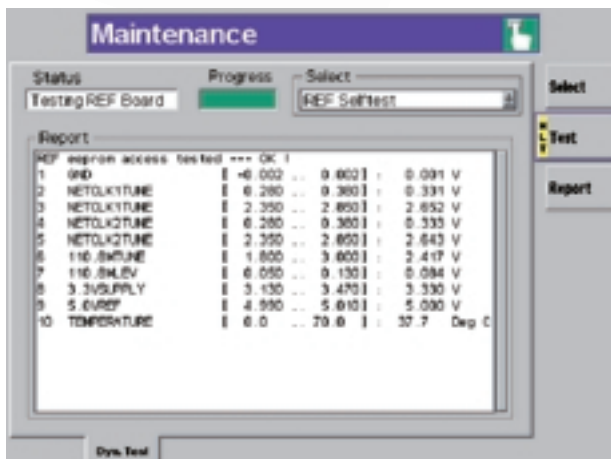 Maintenance
Status
Progress
Select
Testing REF Board
REF Selftest
Select
Test
Report
Report
REF eeprom access tested --- OK !
1 GND [ -0.002 ... 0.002] : 0.001 V
2 NETCLK1TUNE [ 0.280 ... 0.380] : 0.331 V
3 NETCLK1TUNE [ 2.350 ... 2.860] : 2.652 V
4 NETCLK2TUNE [ 0.280 ... 0.380] : 0.333 V
5 NETCLK2TUNE [ 2.350 ... 2.860] : 2.643 V
6 110.8MTUNE [ 1.800 ... 3.000] : 2.417 V
7 110.8MLEV [ 0.050 ... 0.130] : 0.084 V
8 3.3VSUPPLY [ 3.130 ... 3.470] : 3.330 V
9 5.0VREF [ 4.990 ... 5.010] : 5.000 V
10 TEMPERATURE [ 0.0 ... 70.0 ] : 37.7 Deg C
Dyn. Test